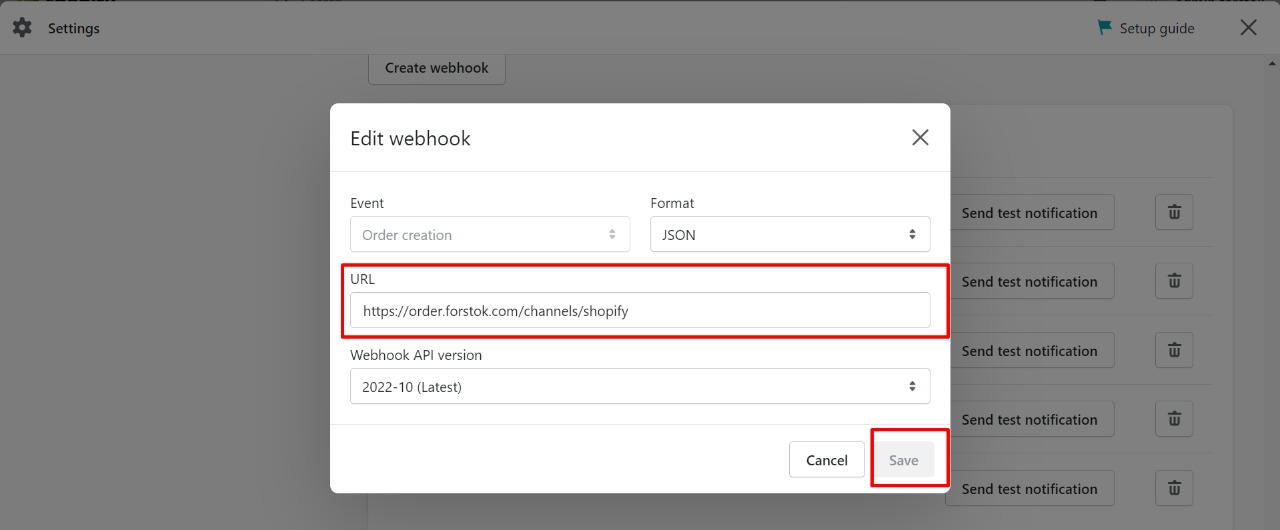 Settings
Setup guide
Create webhook
Edit webhook
Event
Format
Order creation
JSON
Send test notification
URL
https://order.forstok.com/channels/shopify
Send test notification
Webhook API version
2022-10 (Latest)
Send test notification
Send test notification
Cancel
Save
Send test notification